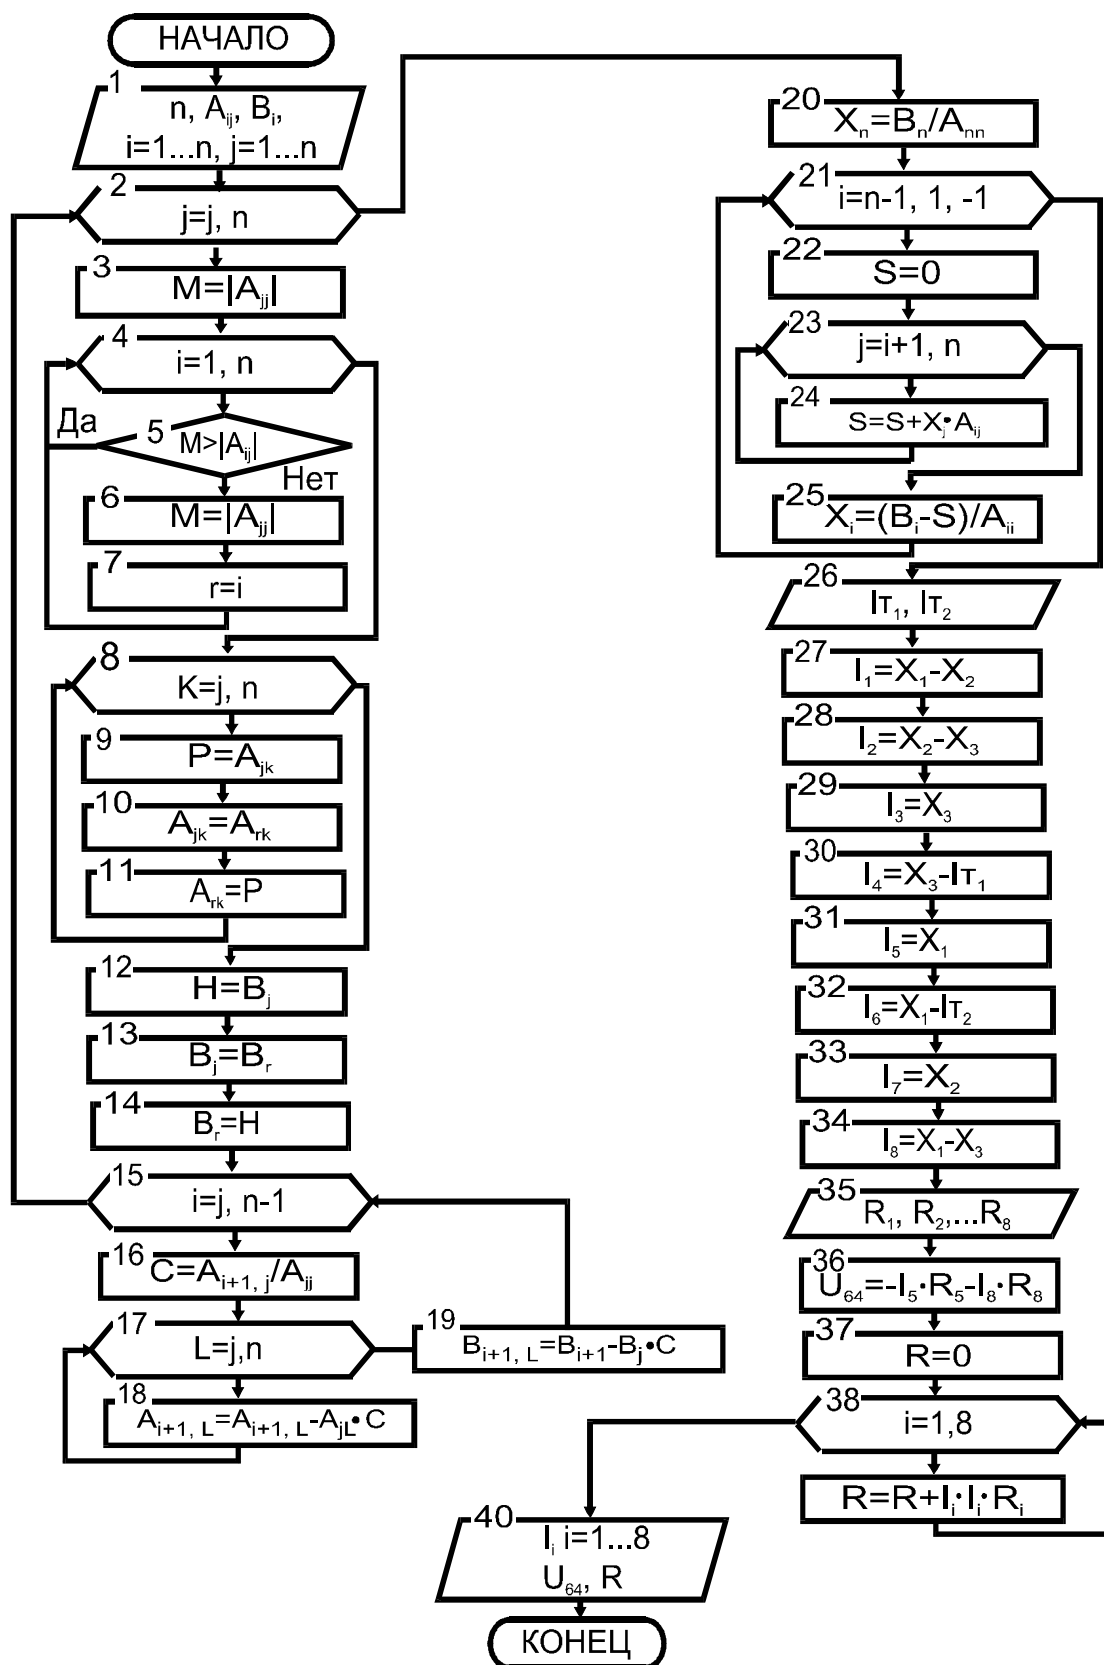 НАЧАЛО
1
n, A_ij, B_i,
i=1...n, j=1...n
2
j=j, n
3
M=|A_jj|
4
i=1, n
Да
5
M>|A_ij|
Нет
6
M=|A_jj|
7
r=i
8
K=j, n
9
P=A_jk
10
A_jk=A_rk
11
A_rk=P
12
H=B_j
13
B_j=B_r
14
B_r=H
15
i=j, n-1
16
C=A_i+1, j/A_jj
17
L=j,n
18
A_i+1, L=A_i+1, L-A_jL·C
19
B_i+1, L=B_i+1-B_j·C
20
X_n=B_n/A_nn
21
i=n-1, 1, -1
22
S=0
23
j=i+1, n
24
S=S+X_j·A_ij
25
X_i=(B_i-S)/A_ii
26
Iт_1, Iт_2
27
I_1=X_1-X_2
28
I_2=X_2-X_3
29
I_3=X_3
30
I_4=X_3-Iт_1
31
I_5=X_1
32
I_6=X_1-Iт_2
33
I_7=X_2
34
I_8=X_1-X_3
35
R_1, R_2,...R_8
36
U_64=-I_5·R_5-I_8·R_8
37
R=0
38
i=1,8
R=R+I_i·I_i·R_i
40
I_i i=1...8
U_64, R
КОНЕЦ